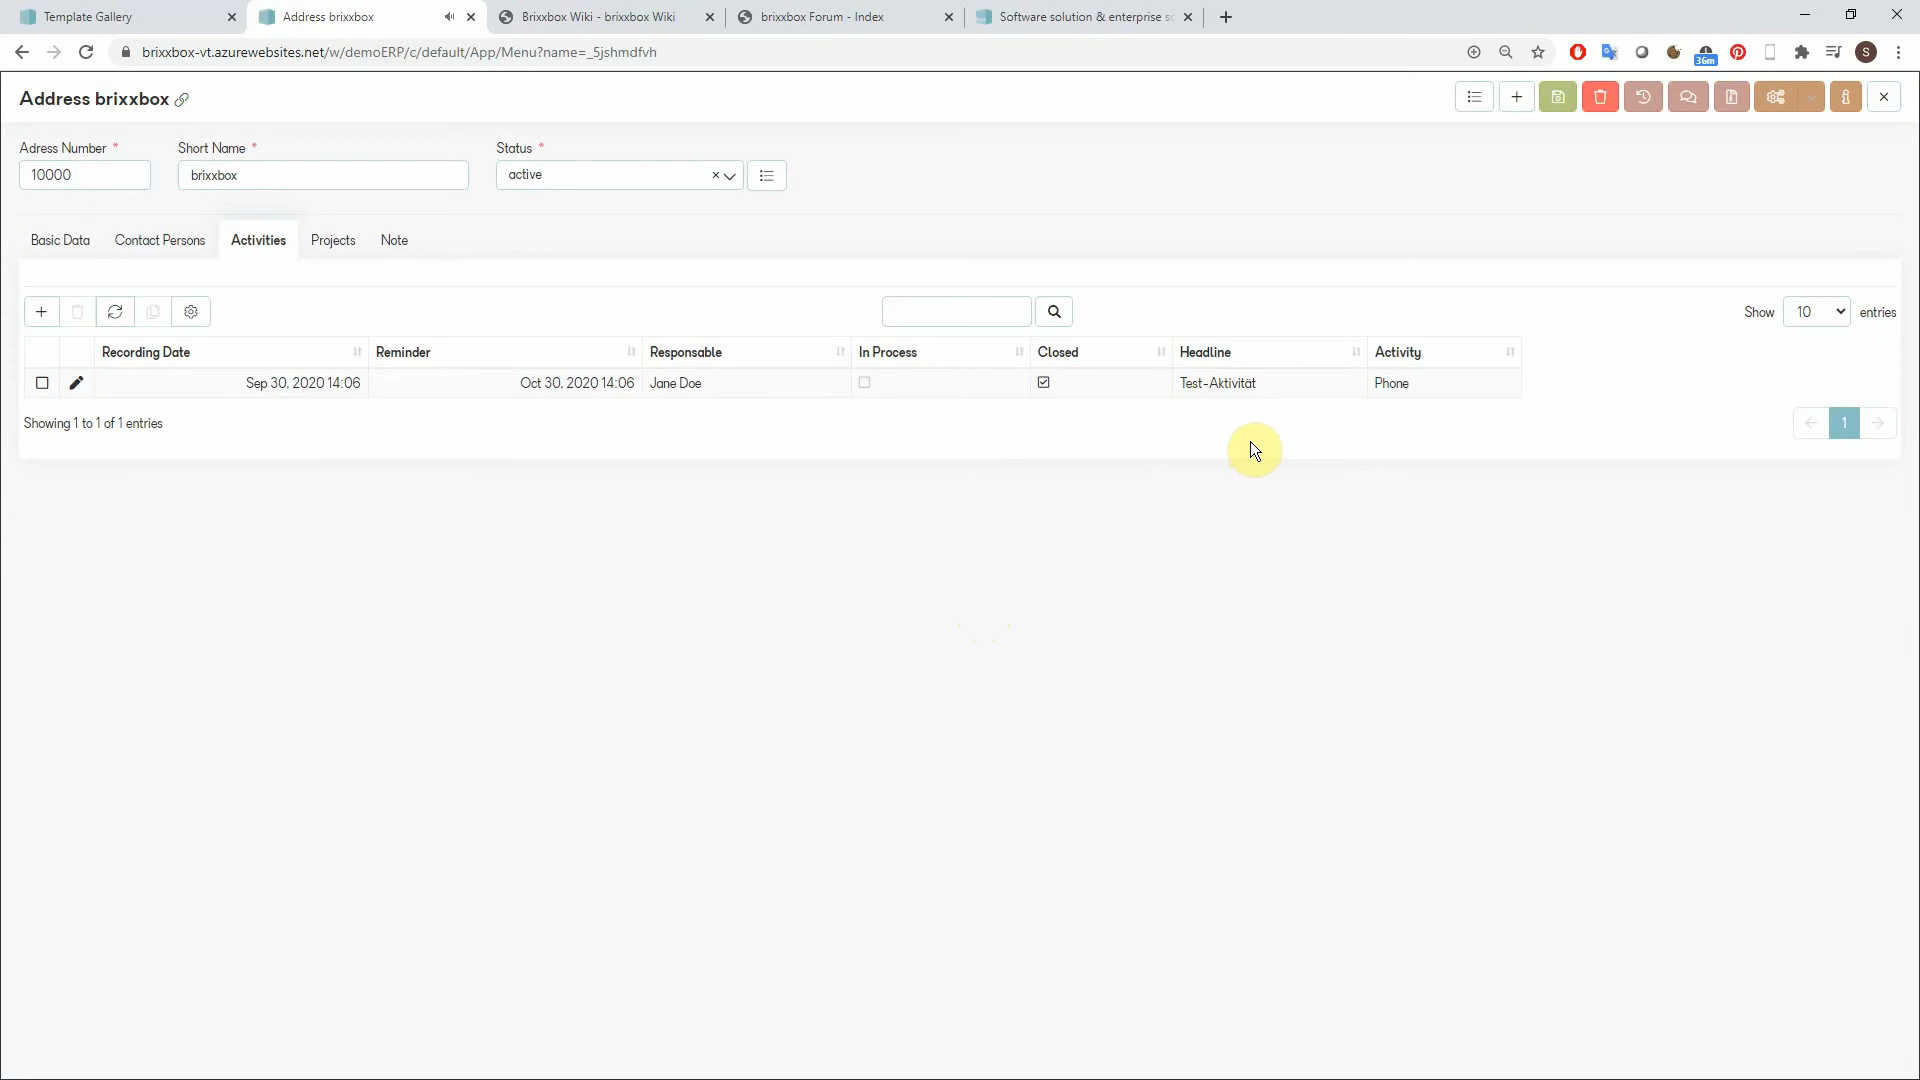 Template Gallery
Address brixxbox
Brixxbox Wiki - brixxbox Wiki
brixxbox Forum - Index
Software solution & enterprise s
brixxbox-vt.azurewebsites.net/w/demoERP/c/default/App/Menu?name=_5jshmdfvh
36m
S
Address brixxbox
Adress Number *
Short Name *
Status *
10000
brixxbox
active
Basic Data
Contact Persons
Activities
Projects
Note
Show 10 entries
Recording Date
Reminder
Responsable
In Process
Closed
Headline
Activity
Sep 30, 2020 14:06
Oct 30, 2020 14:06
Jane Doe
Test-Aktivität
Phone
Showing 1 to 1 of 1 entries
1